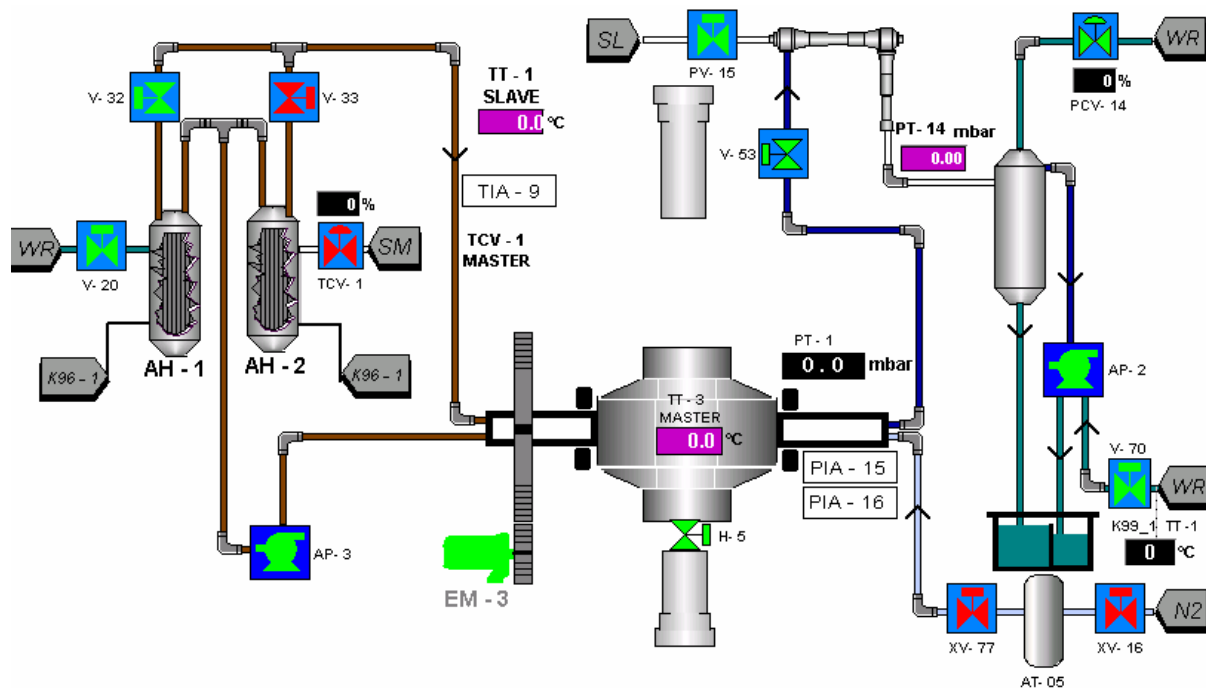 SL
PV- 15
WR
0 %
PCV- 14
V- 32
V- 33
TT - 1
SLAVE
0.0 °C
PT- 14 mbar
0.00
V- 53
TIA - 9
0 %
WR
V- 20
TCV- 1
SM
TCV - 1
MASTER
AH - 1
AH - 2
K96 - 1
K96 - 1
PT - 1
0.0 mbar
AP- 2
TT - 3
MASTER
0.0 °C
PIA - 15
PIA - 16
V- 70
WR
K99_1 TT -1
0 °C
H- 5
AP- 3
EM - 3
XV- 77
AT- 05
XV- 16
N2